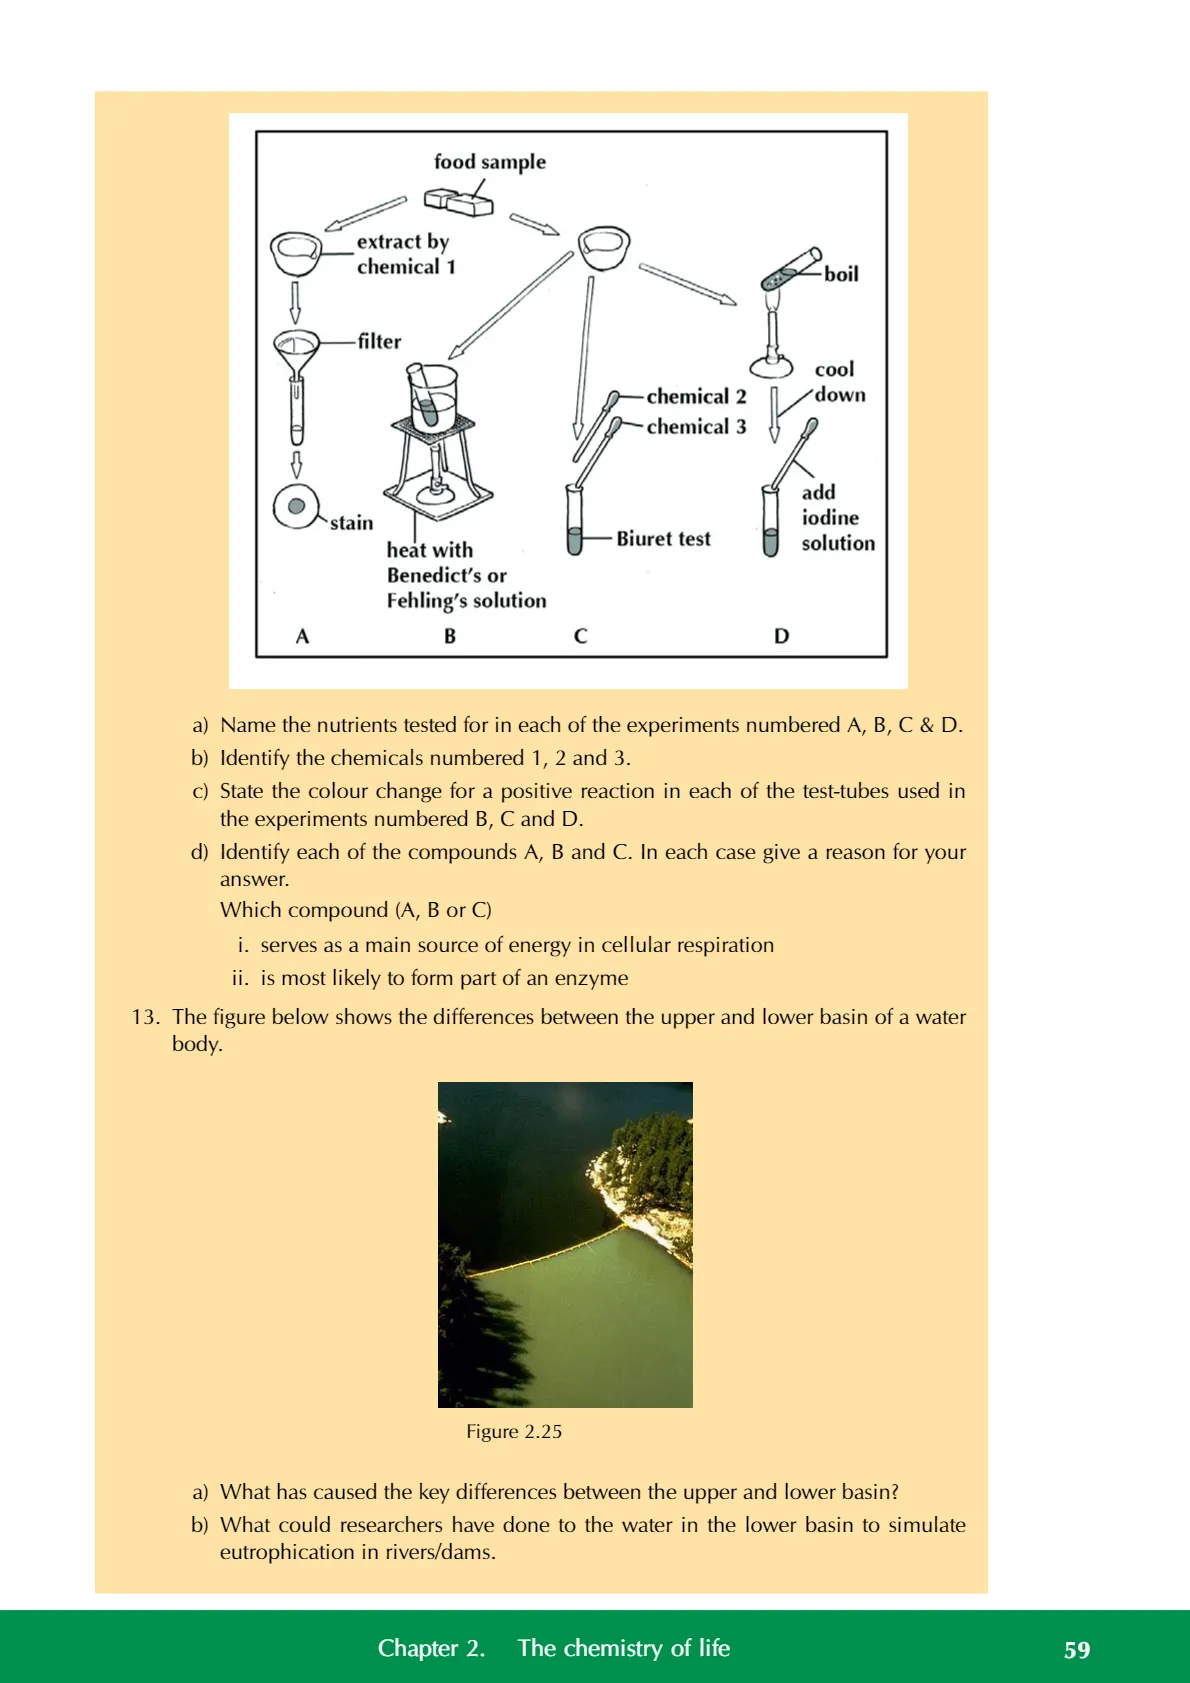 food sample
extract by
chemical 1
boil
filter
cool
down
chemical 2
chemical 3
add
iodine
solution
stain
Biuret test
heat with
Benedict's or
Fehling's solution
A B C D
a) Name the nutrients tested for in each of the experiments numbered A, B, C & D.
b) Identify the chemicals numbered 1, 2 and 3.
c) State the colour change for a positive reaction in each of the test-tubes used in
the experiments numbered B, C and D.
d) Identify each of the compounds A, B and C. In each case give a reason for your
answer.
Which compound (A, B or C)
i. serves as a main source of energy in cellular respiration
ii. is most likely to form part of an enzyme
13. The figure below shows the differences between the upper and lower basin of a water
body.
Figure 2.25
a) What has caused the key differences between the upper and lower basin?
b) What could researchers have done to the water in the lower basin to simulate
eutrophication in rivers/dams.
Chapter 2. The chemistry of life 59